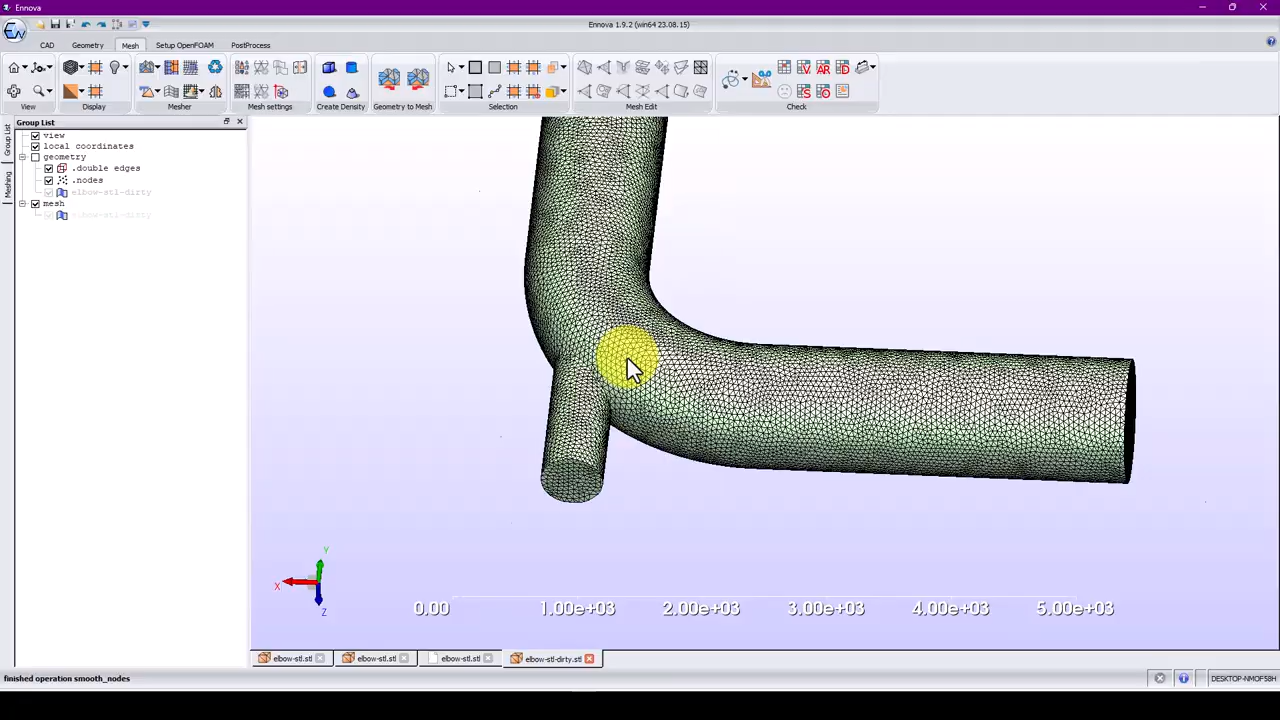 Ennova
Ennova 1.9.2 (win64 23.08.15)
CAD Geometry Mesh Setup OpenFOAM PostProcess
View Display Mesher Mesh settings Create Density Geometry to Mesh Selection Mesh Edit Check
Group List
Group List
Meshing
view
local coordinates
geometry
.double edges
.nodes
elbow-stl-dirty
mesh
elbow-stl-dirty
Y
X
Z
0.00 1.00e+03 2.00e+03 3.00e+03 4.00e+03 5.00e+03
elbow-stl.stl elbow-stl.stl elbow-stl.stl elbow-stl-dirty.stl
finished operation smooth_nodes
DESKTOP-NMOF58H